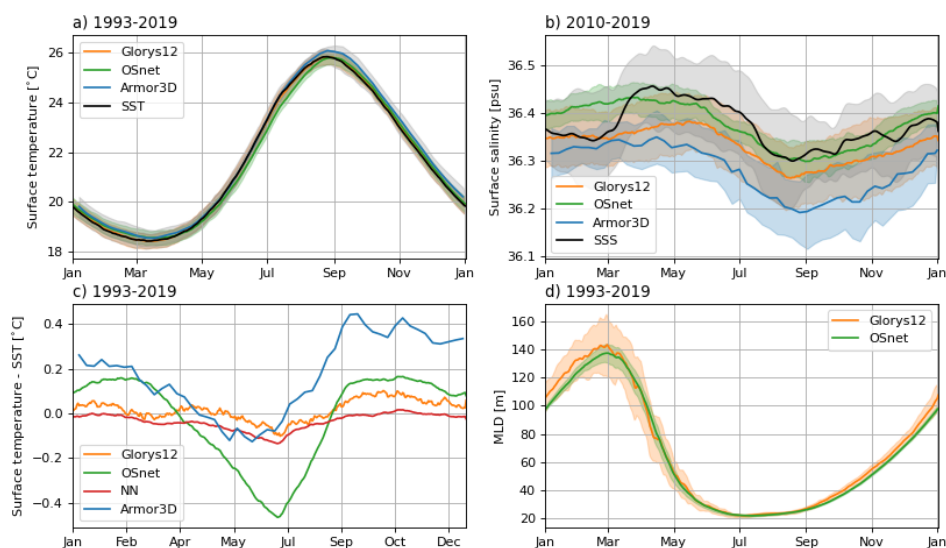 a) 1993-2019
Surface temperature [°C]
26
24
22
20
18
Glorys12
OSnet
Armor3D
SST
Jan Mar May Jul Sep Nov Jan
b) 2010-2019
Surface salinity [psu]
36.5
36.4
36.3
36.2
36.1
Glorys12
OSnet
Armor3D
SSS
Jan Mar May Jul Sep Nov Jan
c) 1993-2019
Surface temperature - SST [°C]
0.4
0.2
0.0
−0.2
−0.4
Glorys12
OSnet
NN
Armor3D
Jan Feb Apr May Jul Sep Oct Dec
d) 1993-2019
MLD [m]
160
140
120
100
80
60
40
20
Glorys12
OSnet
Jan Mar May Jul Sep Nov Jan